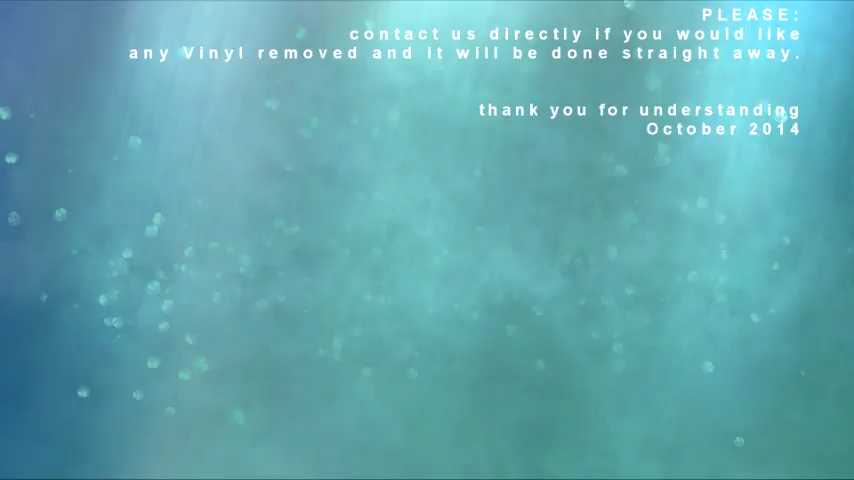 PLEASE:
contact us directly if you would like
any Vinyl removed and it will be done straight away.
thank you for understanding
October 2014